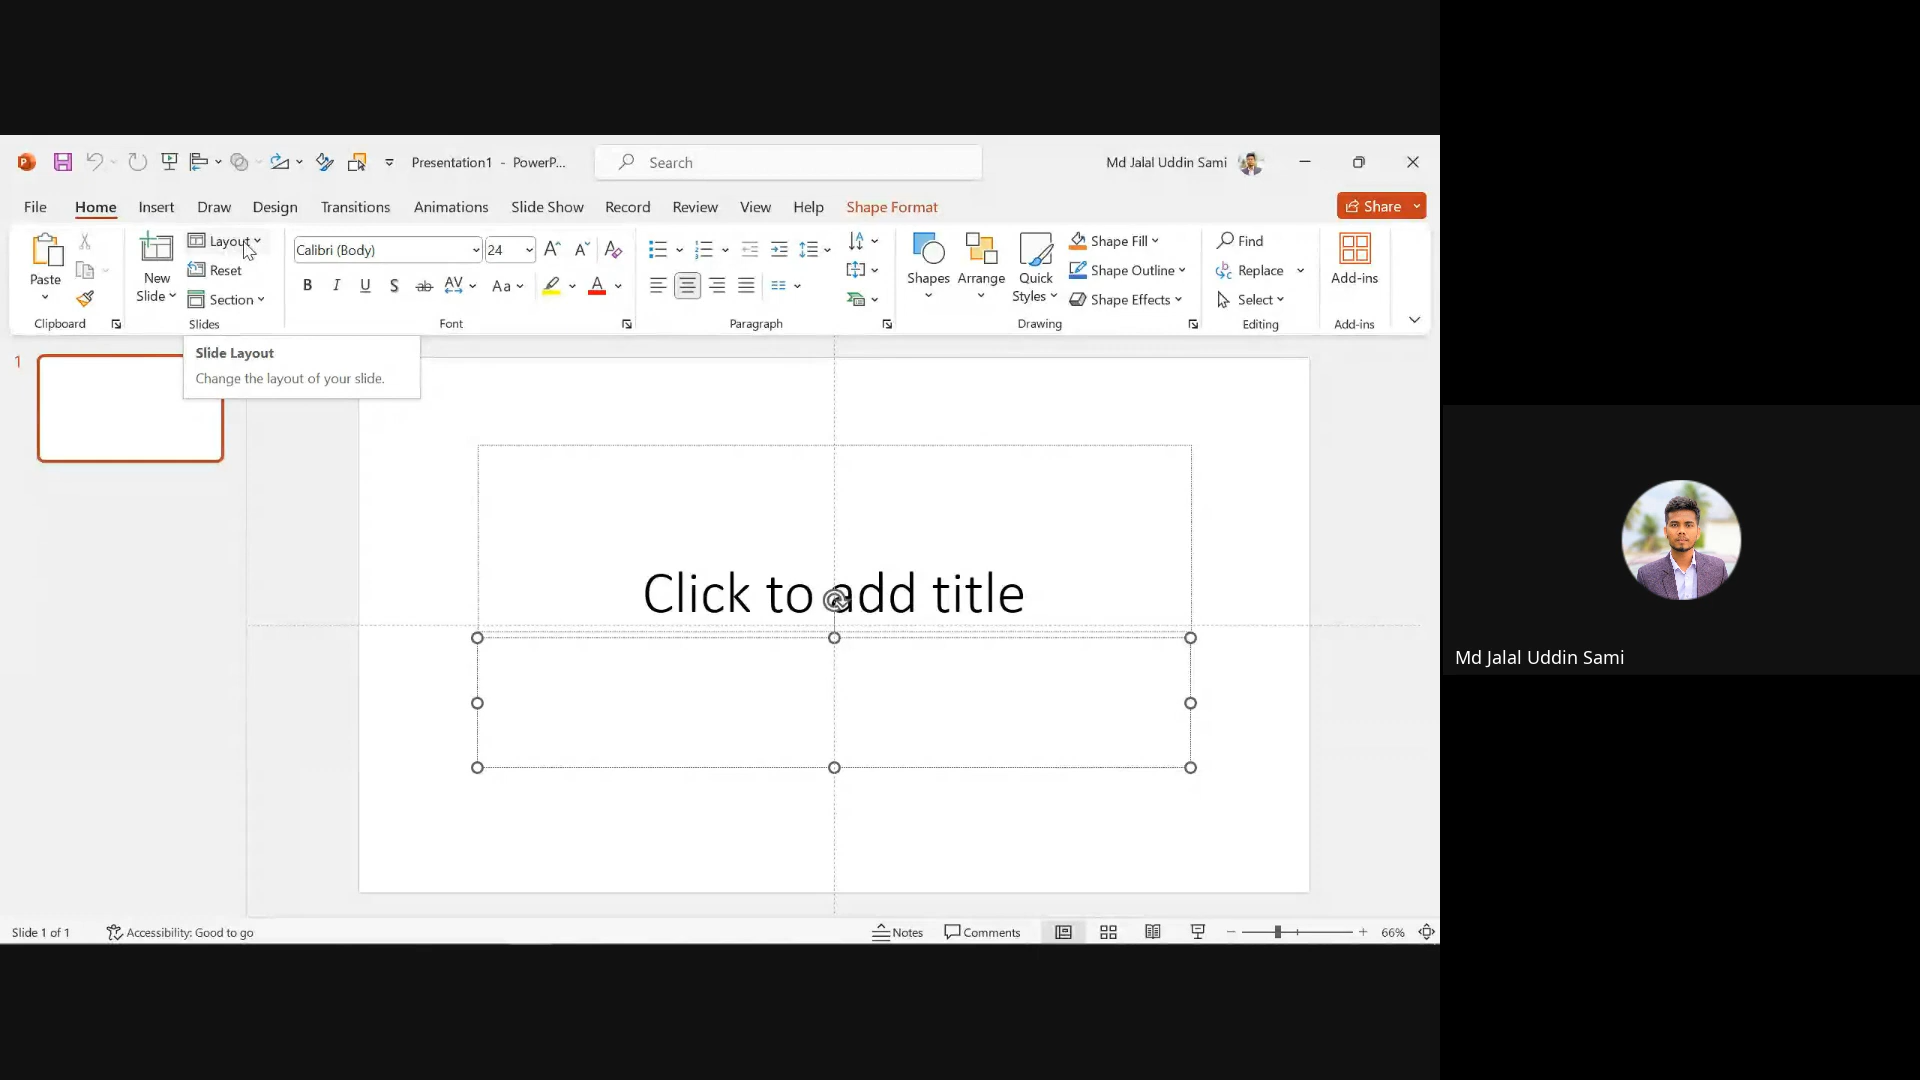 Presentation1 - PowerP...
Search
Md Jalal Uddin Sami
File Home Insert Draw Design Transitions Animations Slide Show Record Review View Help Shape Format
Share
Paste
New Slide
Layout
Reset
Section
Calibri (Body) 24
B I U S ab AV Aa A
Shapes
Arrange
Quick Styles
Shape Fill
Shape Outline
Shape Effects
Find
Replace
Select
Add-ins
Clipboard Slides Font Paragraph Drawing Editing Add-ins
Slide Layout
Change the layout of your slide.
1
Click to add title
Md Jalal Uddin Sami
Slide 1 of 1 Accessibility: Good to go Notes Comments 66%